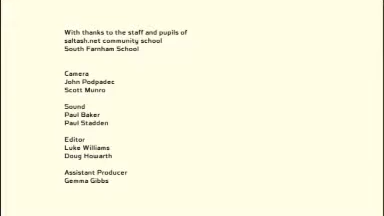 With thanks to the staff and pupils of
saltash.net community school
South Farnham School
Camera
John Podpadec
Scott Munro
Sound
Paul Baker
Paul Stadden
Editor
Luke Williams
Doug Howarth
Assistant Producer
Gemma Gibbs